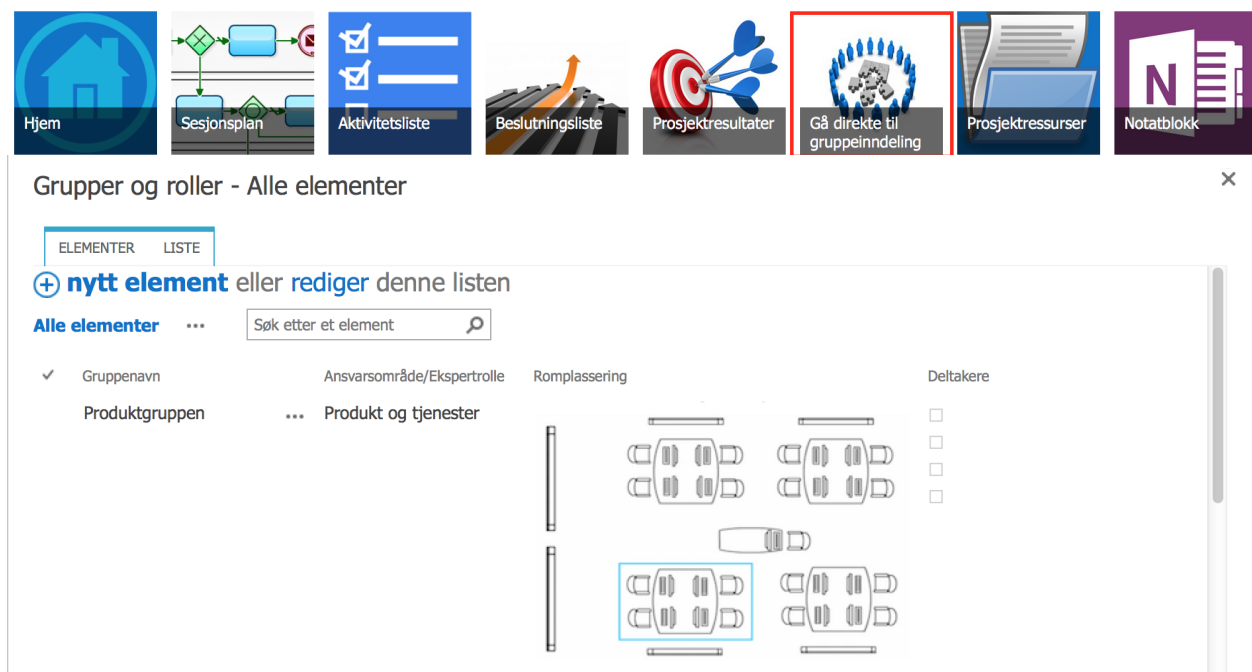 Hjem
Sesjonsplan
Aktivitetsliste
Beslutningsliste
Prosjektresultater
Gå direkte til
gruppeinndeling
Prosjektressurser
N
Notatblokk
Grupper og roller - Alle elementer
ELEMENTER LISTE
nytt element eller rediger denne listen
Alle elementer ... Søk etter et element
Gruppenavn Ansvarsområde/Ekspertrolle Romplassering Deltakere
Produktgruppen ... Produkt og tjenester